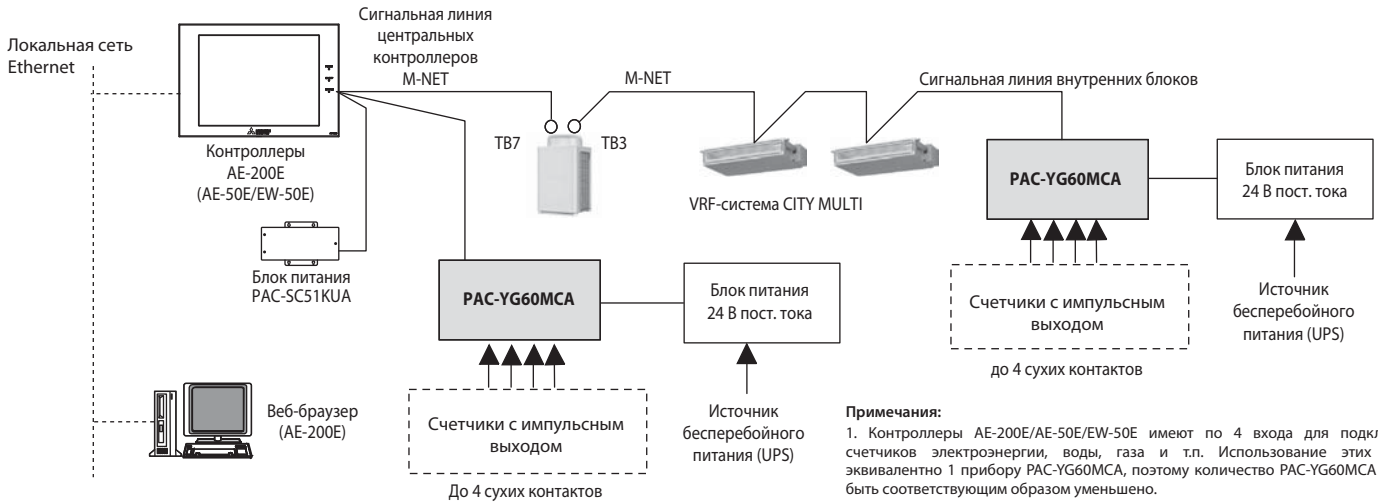 Локальная сеть
Ethernet
Сигнальная линия
центральных
контроллеров
M-NET
M-NET
Сигнальная линия внутренних блоков
TB7
TB3
Контроллеры
AE-200E
(AE-50E/EW-50E)
VRF-система CITY MULTI
PAC-YG60MCA
Блок питания
24 В пост. тока
Блок питания
PAC-SC51KUA
PAC-YG60MCA
Блок питания
24 В пост. тока
Счетчики с импульсным
выходом
Источник
бесперебойного
питания (UPS)
до 4 сухих контактов
Веб-браузер
(AE-200E)
Счетчики с импульсным
выходом
Источник
бесперебойного
питания (UPS)
До 4 сухих контактов
Примечания:
1. Контроллеры AE-200E/AE-50E/EW-50E имеют по 4 входа для
счетчиков электроэнергии, воды, газа и т.п. Использование этих
эквивалентно 1 прибору PAC-YG60MCA, поэтому количество PAC-YG60MCA
быть соответствующим образом уменьшено.